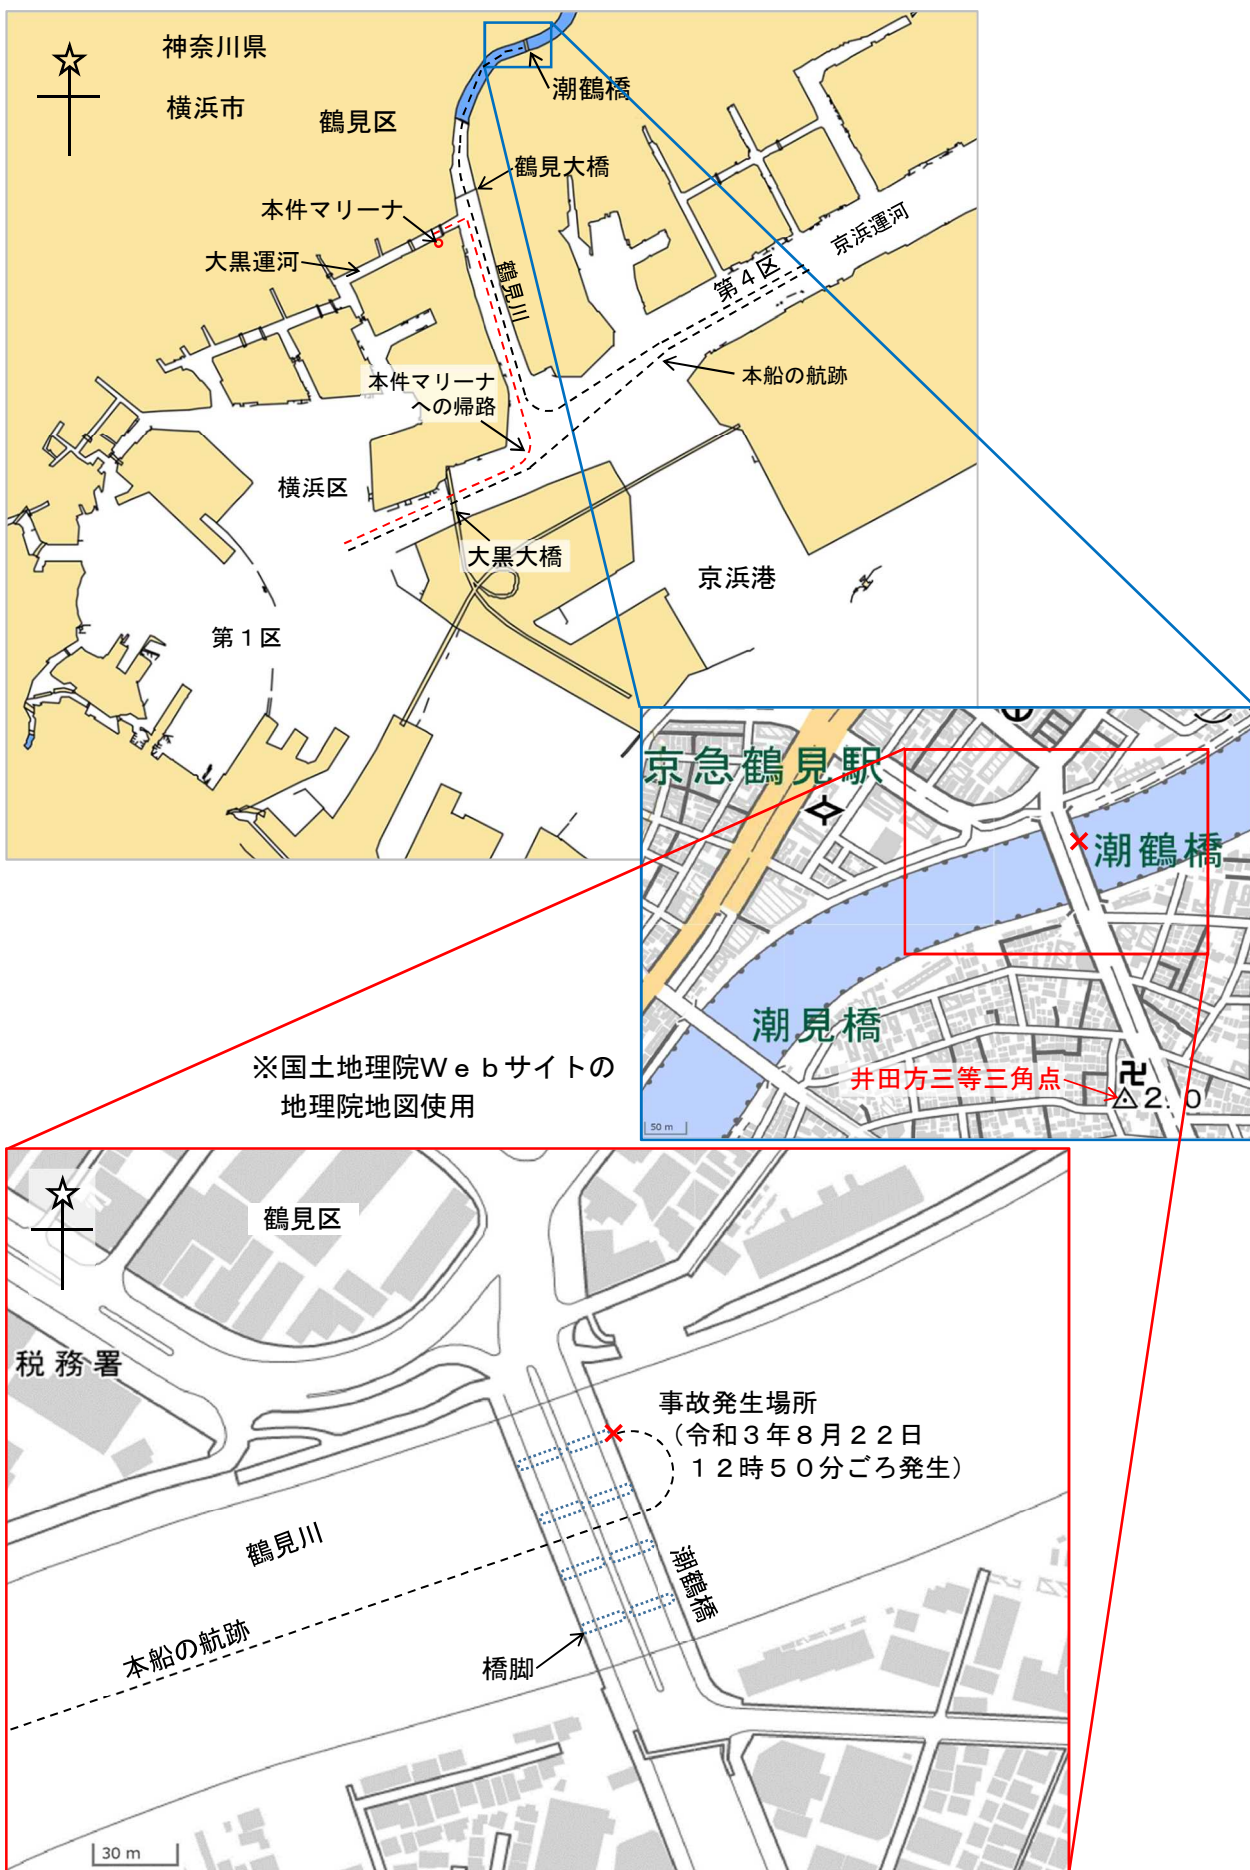 神奈川県
横浜市
鶴見区
潮鶴橋
鶴見大橋
本件マリーナ
大黒運河
鶴見川
京浜運河
第４区
本船の航跡
本件マリーナ
への帰路
横浜区
大黒大橋
京浜港
第１区
京急鶴見駅
潮鶴橋
潮見橋
井田方三等三角点
50 m
※国土地理院Ｗｅｂサイトの
地理院地図使用
鶴見区
税務署
事故発生場所
（令和３年８月２２日
１２時５０分ごろ発生）
鶴見川
潮鶴橋
本船の航跡
橋脚
30 m